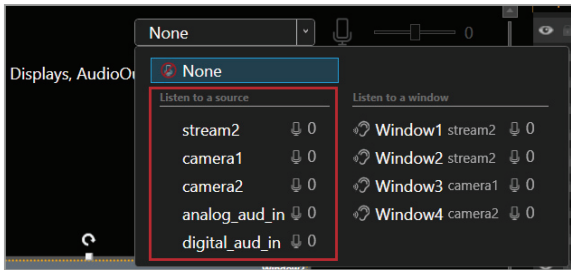 None
0
Displays, AudioOu
None
Listen to a source
stream2 0
camera1 0
camera2 0
analog_aud_in 0
digital_aud_in 0
Listen to a window
Window1 stream2 0
Window2 stream2 0
Window3 camera1 0
Window4 camera2 0